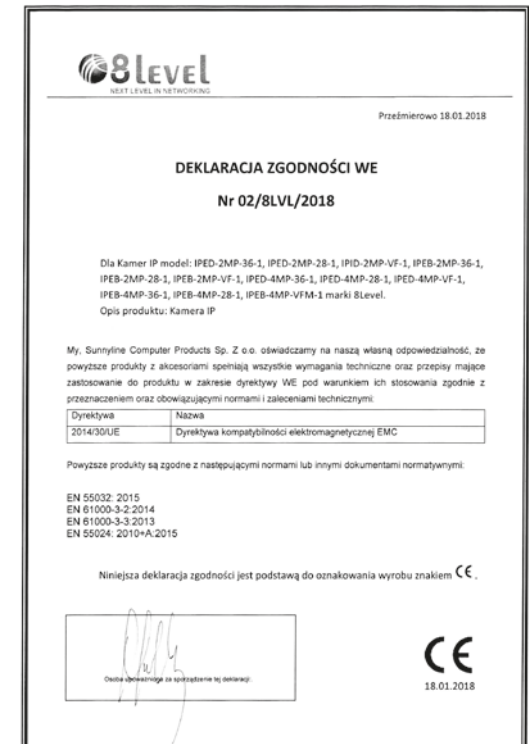 8level
NEXT LEVEL IN NETWORKING
Przeźmierowo 18.01.2018
DEKLARACJA ZGODNOŚCI WE
Nr 02/8LVL/2018
Dla Kamer IP model: IPED-2MP-36-1, IPED-2MP-28-1, IPID-2MP-VF-1, IPEB-2MP-36-1,
IPEB-2MP-28-1, IPEB-2MP-VF-1, IPED-4MP-36-1, IPED-4MP-28-1, IPED-4MP-VF-1,
IPEB-4MP-36-1, IPEB-4MP-28-1, IPEB-4MP-VFM-1 marki 8Level.
Opis produktu: Kamera IP
My, Sunnyline Computer Products Sp. Z o.o. oświadczamy na naszą własną odpowiedzialność, że
powyższe produkty z akcesoriami spełniają wszystkie wymagania techniczne oraz przepisy mające
zastosowanie do produktu w zakresie dyrektywy WE pod warunkiem ich stosowania zgodnie z
przeznaczeniem oraz obowiązującymi normami i zaleceniami technicznymi:
Dyrektywa Nazwa
2014/30/UE Dyrektywa kompatybilności elektromagnetycznej EMC
Powyższe produkty są zgodne z następującymi normami lub innymi dokumentami normatywnymi:
EN 55032: 2015
EN 61000-3-2:2014
EN 61000-3-3:2013
EN 55024: 2010+A:2015
Niniejsza deklaracja zgodności jest podstawą do oznakowania wyrobu znakiem CE.
Osoba upoważniona za sporządzenie tej deklaracji:
CE
18.01.2018